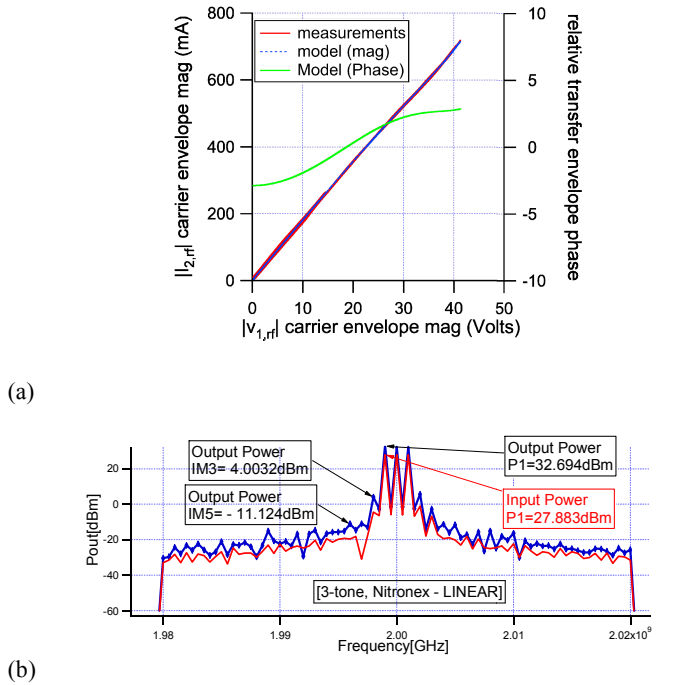 800
600
400
200
0
|I2,rf| carrier envelope mag (mA)
measurements
model (mag)
Model (Phase)
10
5
0
-5
-10
relative transfer envelope phase
0
10
20
30
40
50
|v1,rf| carrier envelope mag (Volts)
(a)
Output Power
IM3= 4.0032dBm
Output Power
IM5= - 11.124dBm
Output Power
P1=32.694dBm
Input Power
P1=27.883dBm
[3-tone, Nitronex - LINEAR]
20
0
-20
-40
-60
Pout[dBm]
1.98
1.99
2.00
2.01
2.02x10^9
Frequency[GHz]
(b)